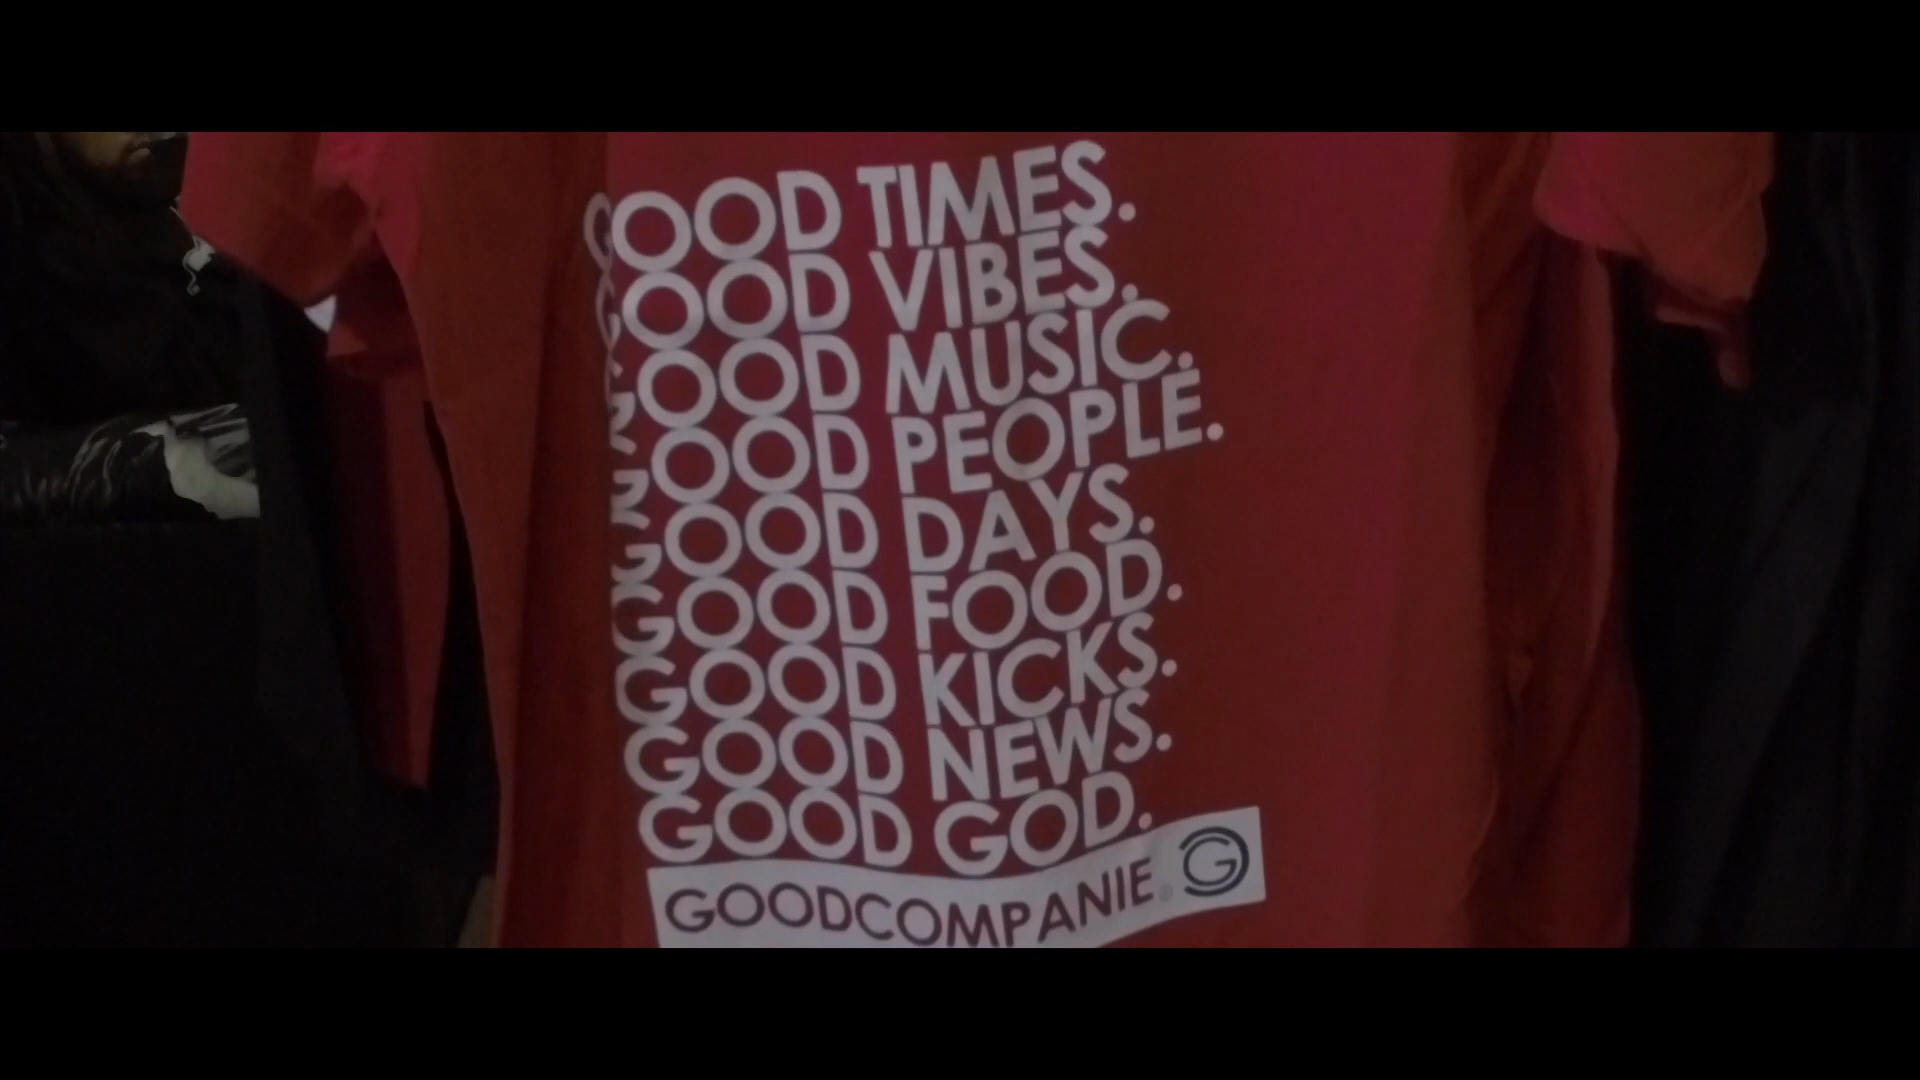 GOOD TIMES.
GOOD VIBES.
GOOD MUSIC.
GOOD PEOPLE.
GOOD DAYS.
GOOD FOOD.
GOOD KICKS.
GOOD NEWS.
GOOD GOD.
GOODCOMPANIE® G